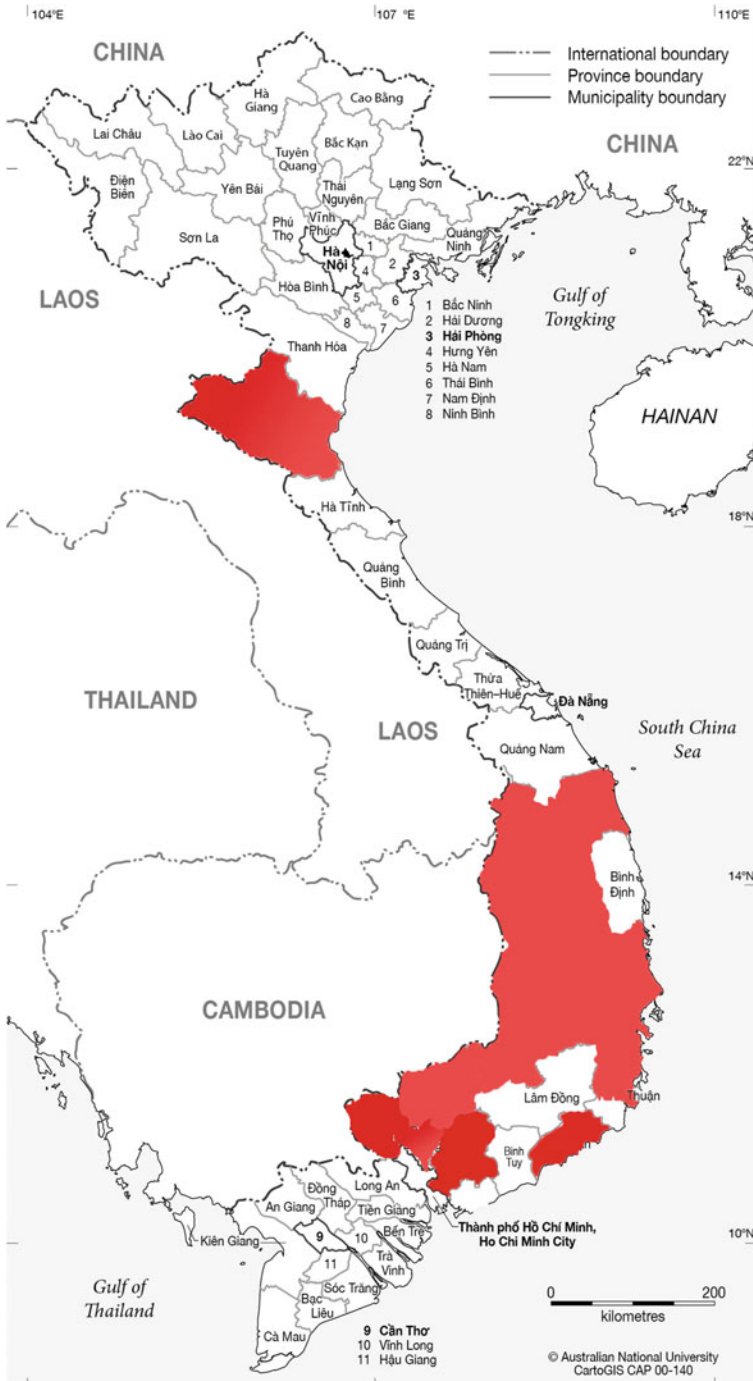 104°E
107 °E
110°E
CHINA
International boundary
Province boundary
Municipality boundary
Hà
Giang
Cao Bằng
Lai Châu
Lào Cai
Tuyên
Quang
Bắc Kạn
CHINA
22°N
Điện
Biên
Yên Bái
Thái
Nguyên
Lạng Sơn
Phú
Thọ
Vĩnh
Phúc
Bắc Giang
Quảng
Ninh
Sơn La
Hà
Nội
1
2
3
4
5
6
7
8
Hòa Bình
LAOS
Thanh Hóa
1 Bắc Ninh
2 Hải Dương
3 Hải Phòng
4 Hưng Yên
5 Hà Nam
6 Thái Bình
7 Nam Định
8 Ninh Bình
Gulf of
Tongking
HAINAN
Hà Tĩnh
18°N
Quảng
Bình
Quảng Trị
THAILAND
Thừa
Thiên–Huế
Đà Nẵng
LAOS
Quảng Nam
South China
Sea
Bình
Định
14°N
CAMBODIA
Lâm Đồng
Thuận
Bình
Tuy
n
Đồng
Tháp
Long An
An Giang
Tiền Giang
Thành phố Hồ Chí Minh,
Ho Chi Minh City
Kiên Giang
9
10
Bến Tre
10°N
Trà
Vinh
11
Sóc Trăng
Bạc
Liêu
Cà Mau
Gulf of
Thailand
9 Cần Thơ
10 Vĩnh Long
11 Hậu Giang
0
200
kilometres
© Australian National University
CartoGIS CAP 00-140